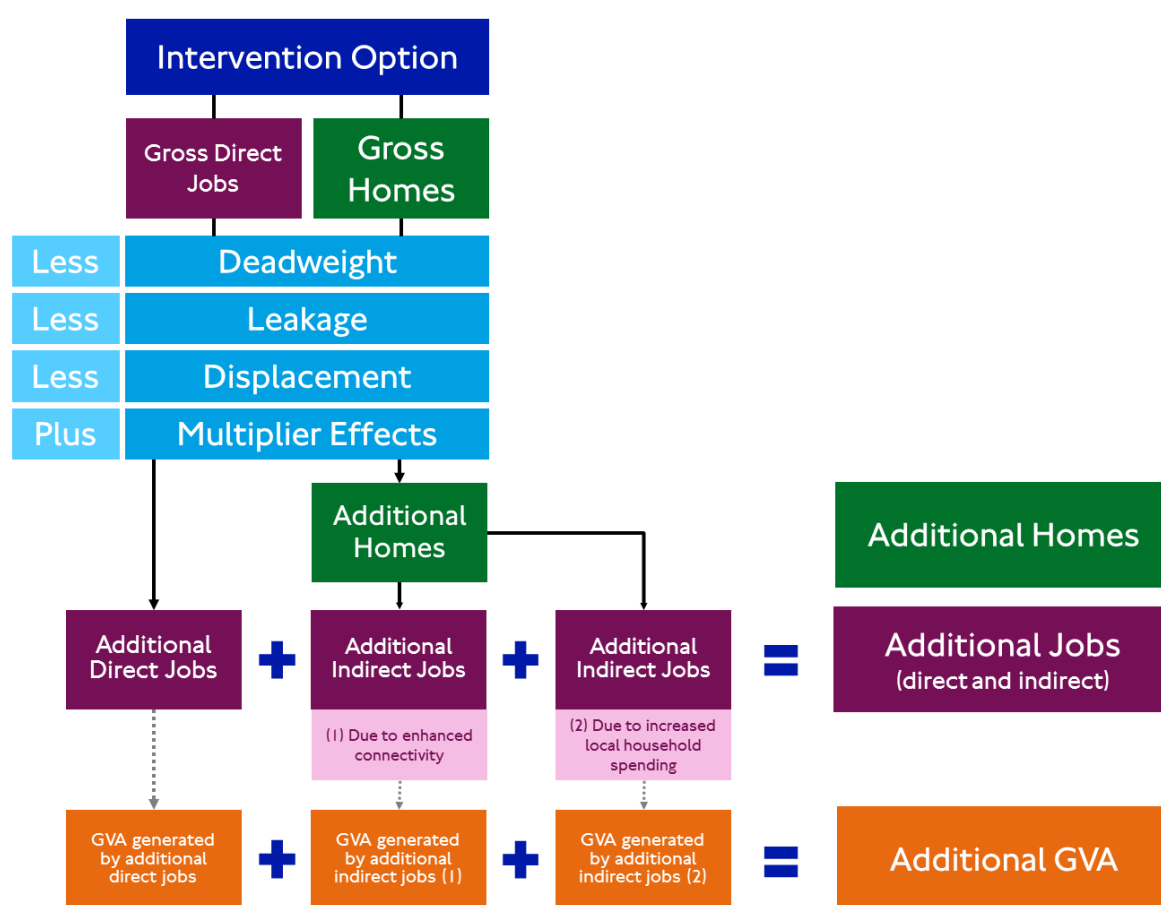 Intervention Option
Gross Direct
Jobs
Gross
Homes
Less
Deadweight
Less
Leakage
Less
Displacement
Plus
Multiplier Effects
Additional
Homes
Additional Homes
Additional
Direct Jobs
+
Additional
Indirect Jobs
+
Additional
Indirect Jobs
=
Additional Jobs
(direct and indirect)
(1) Due to enhanced
connectivity
(2) Due to increased
local household
spending
GVA generated
by additional
direct jobs
+
GVA generated
by additional
indirect jobs (1)
+
GVA generated
by additional
indirect jobs (2)
=
Additional GVA